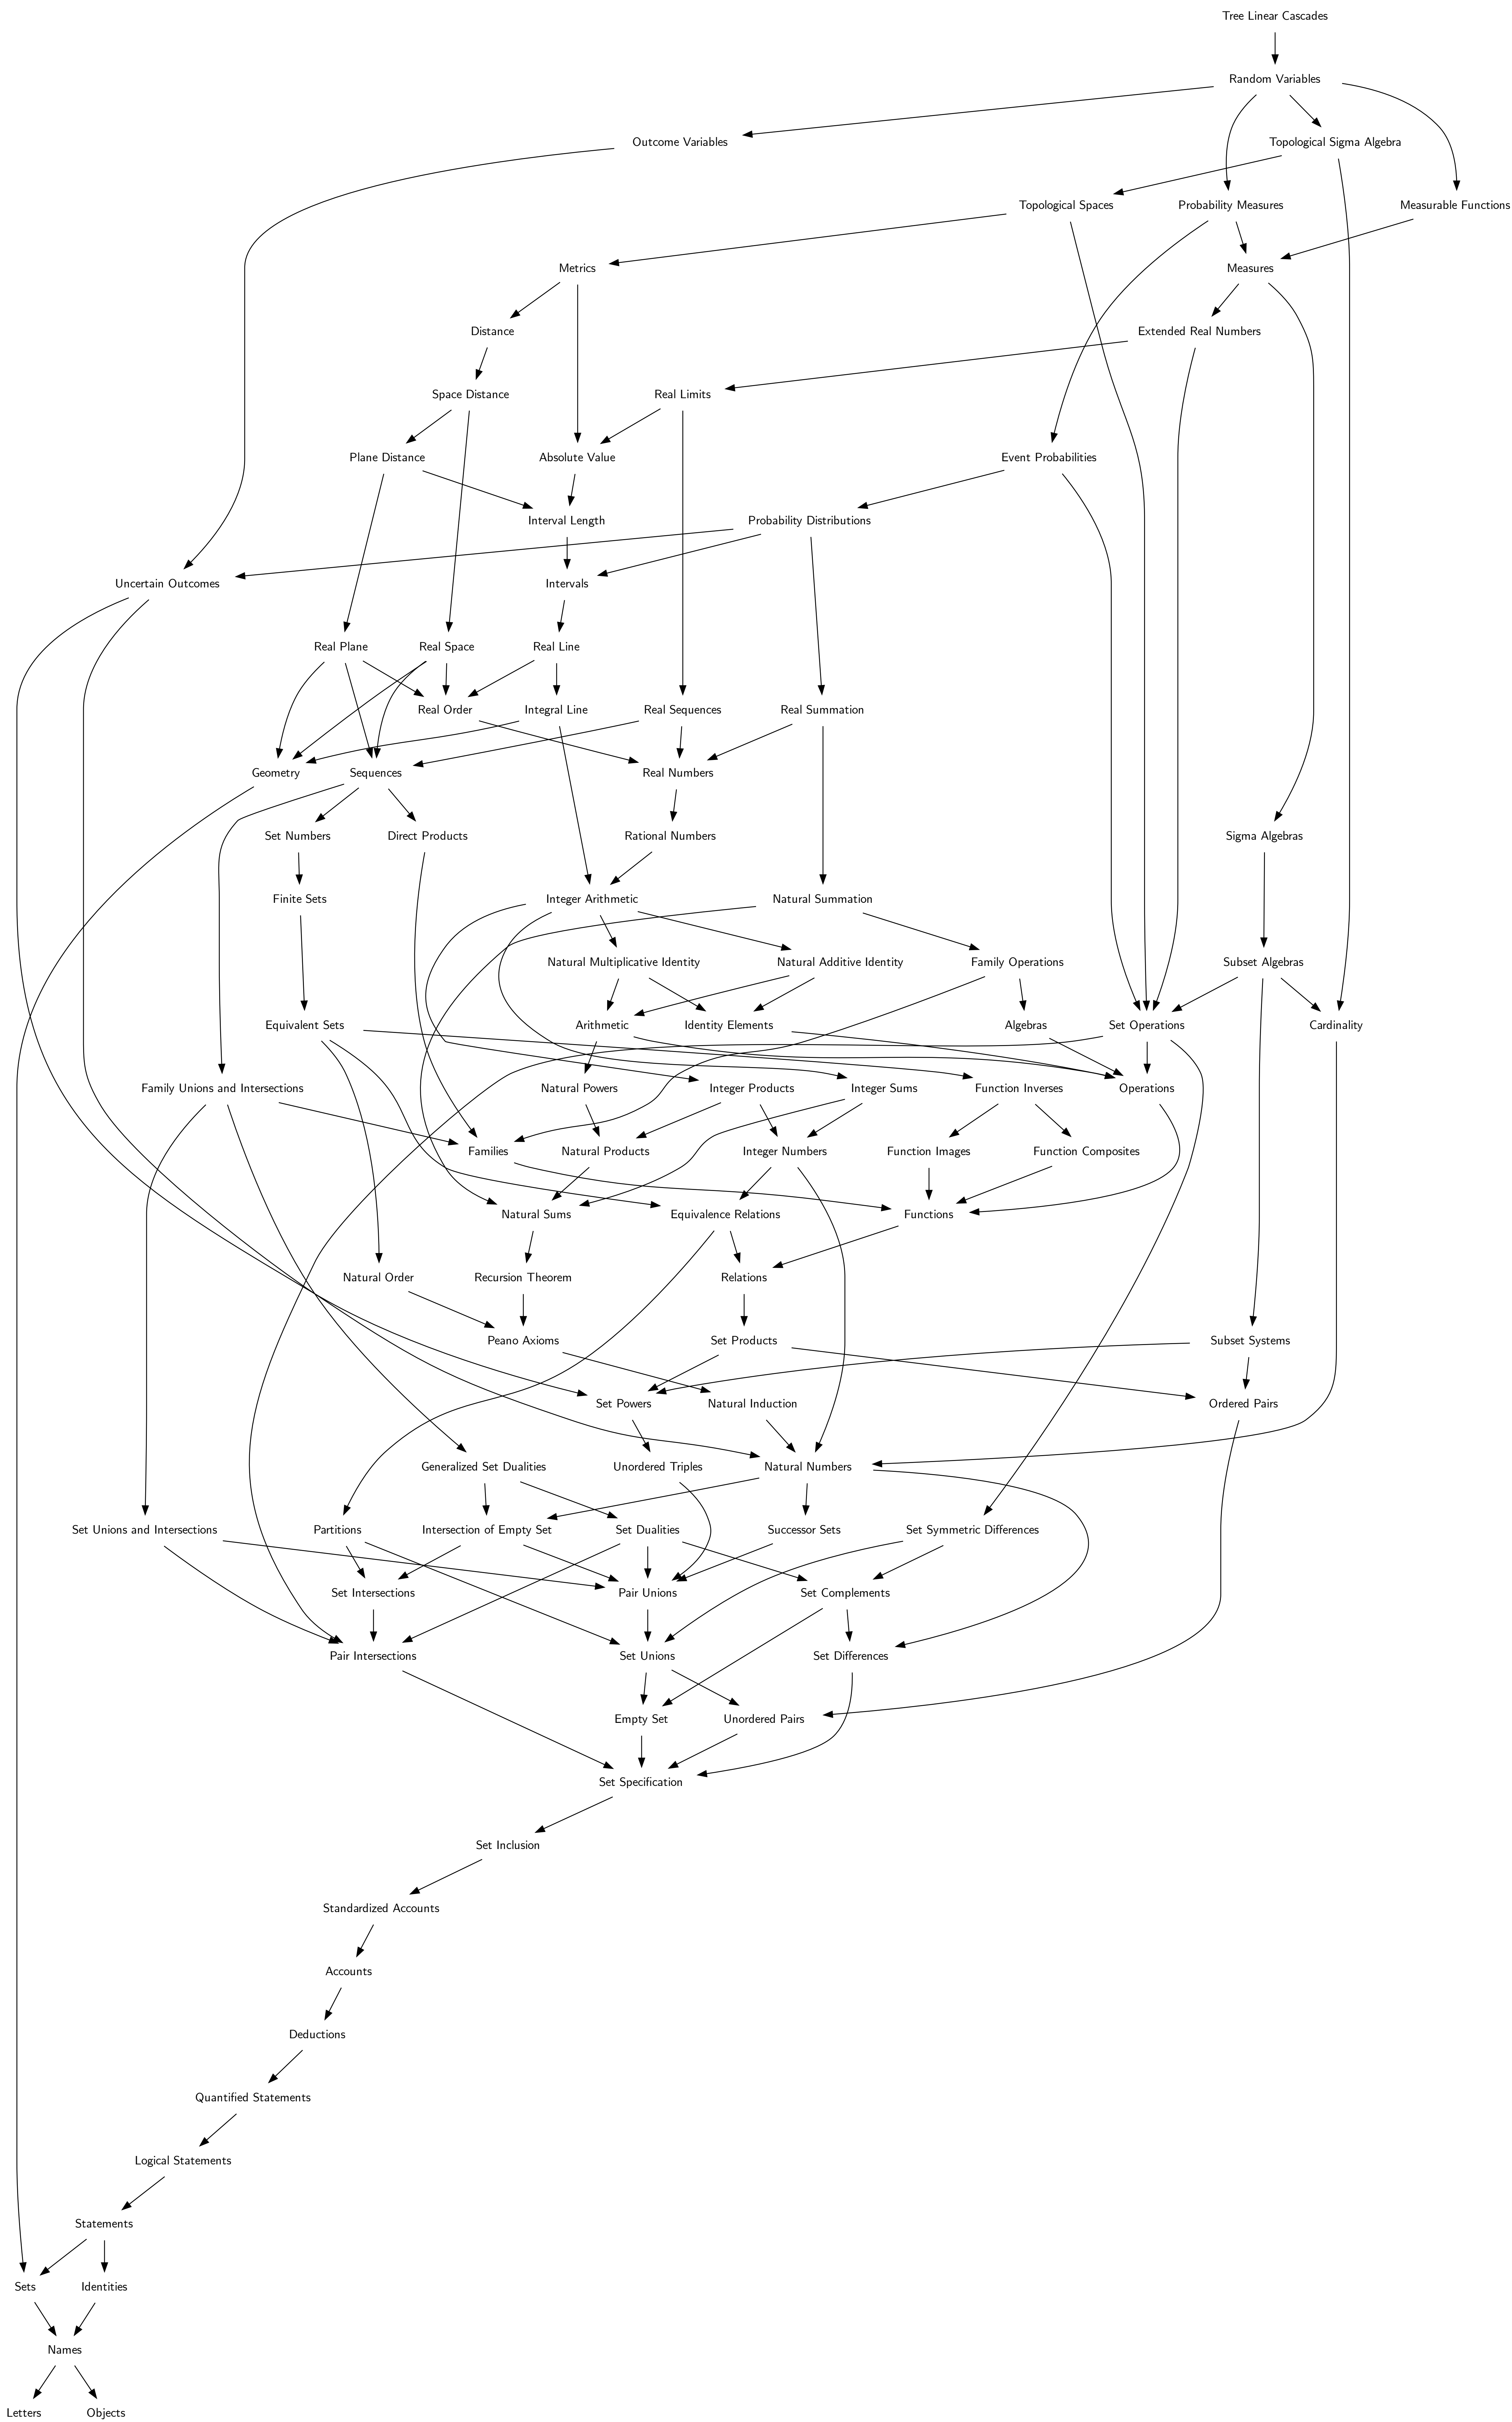 Tree Linear Cascades
Random Variables
Outcome Variables
Topological Sigma Algebra
Topological Spaces
Probability Measures
Measurable Functions
Metrics
Measures
Distance
Extended Real Numbers
Space Distance
Real Limits
Plane Distance
Absolute Value
Event Probabilities
Interval Length
Probability Distributions
Uncertain Outcomes
Intervals
Real Plane
Real Space
Real Line
Real Order
Integral Line
Real Sequences
Real Summation
Geometry
Sequences
Real Numbers
Set Numbers
Direct Products
Rational Numbers
Sigma Algebras
Finite Sets
Integer Arithmetic
Natural Summation
Natural Multiplicative Identity
Natural Additive Identity
Family Operations
Subset Algebras
Equivalent Sets
Arithmetic
Identity Elements
Algebras
Set Operations
Cardinality
Family Unions and Intersections
Natural Powers
Integer Products
Integer Sums
Function Inverses
Operations
Families
Natural Products
Integer Numbers
Function Images
Function Composites
Natural Sums
Equivalence Relations
Functions
Natural Order
Recursion Theorem
Relations
Peano Axioms
Set Products
Subset Systems
Set Powers
Natural Induction
Ordered Pairs
Generalized Set Dualities
Unordered Triples
Natural Numbers
Set Unions and Intersections
Partitions
Intersection of Empty Set
Set Dualities
Successor Sets
Set Symmetric Differences
Set Intersections
Pair Unions
Set Complements
Pair Intersections
Set Unions
Set Differences
Empty Set
Unordered Pairs
Set Specification
Set Inclusion
Standardized Accounts
Accounts
Deductions
Quantified Statements
Logical Statements
Statements
Sets
Identities
Names
Letters
Objects